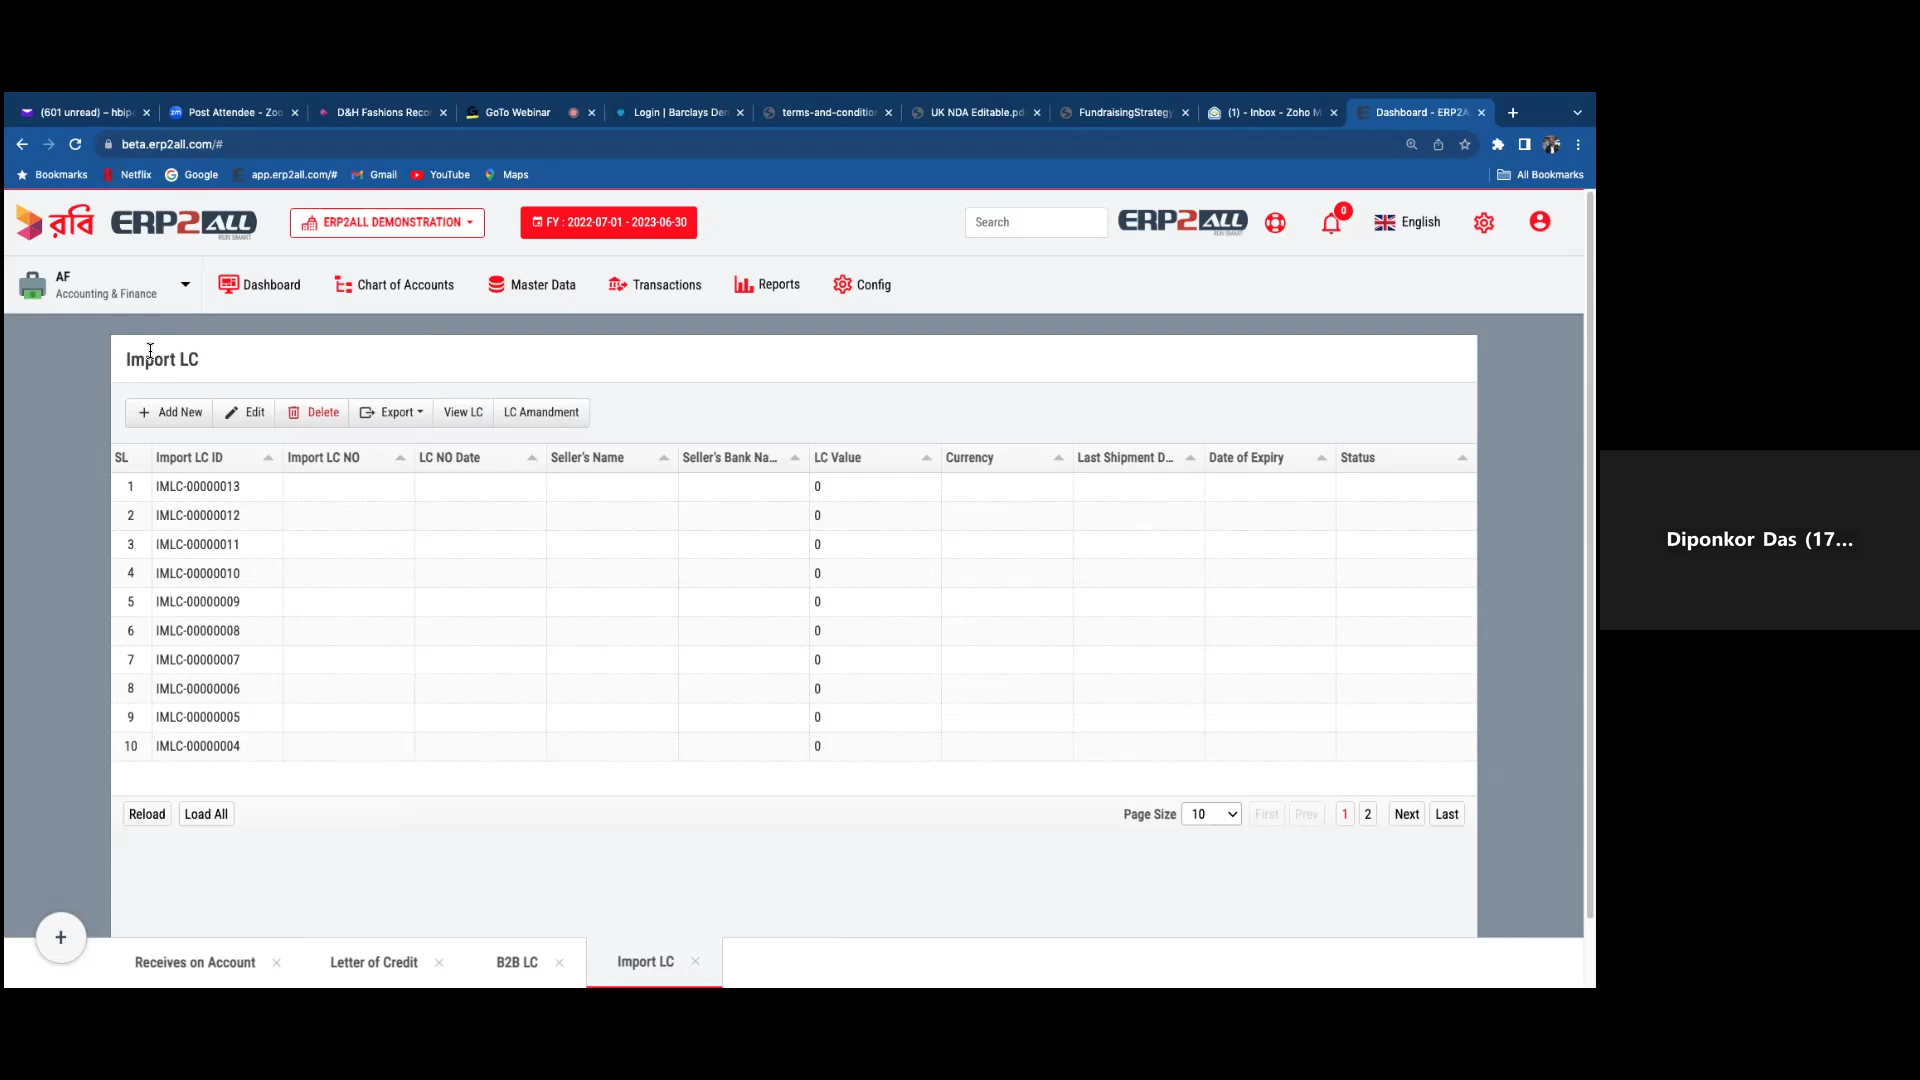 (601 unread) – hbip
Post Attendee - Zoo
D&H Fashions Recor
GoTo Webinar
Login | Barclays Den
terms-and-conditio
UK NDA Editable.pd
FundraisingStrategy
(1) - Inbox - Zoho M
Dashboard - ERP2A
beta.erp2all.com/#
Bookmarks
Netflix
Google
app.erp2all.com/#
Gmail
YouTube
Maps
All Bookmarks
রবি
ERP2ALL
RUN SMART
ERP2ALL DEMONSTRATION
FY : 2022-07-01 - 2023-06-30
Search
ERP2ALL
RUN SMART
0
English
AF
Accounting & Finance
Dashboard
Chart of Accounts
Master Data
Transactions
Reports
Config
Import LC
Add New
Edit
Delete
Export
View LC
LC Amandment
SL Import LC ID Import LC NO LC NO Date Seller's Name Seller's Bank Na... LC Value Currency Last Shipment D... Date of Expiry Status
1 IMLC-00000013 0
2 IMLC-00000012 0
3 IMLC-00000011 0
4 IMLC-00000010 0
5 IMLC-00000009 0
6 IMLC-00000008 0
7 IMLC-00000007 0
8 IMLC-00000006 0
9 IMLC-00000005 0
10 IMLC-00000004 0
Reload
Load All
Page Size 10 First Prev 1 2 Next Last
+
Receives on Account
Letter of Credit
B2B LC
Import LC
Diponkor Das (17...